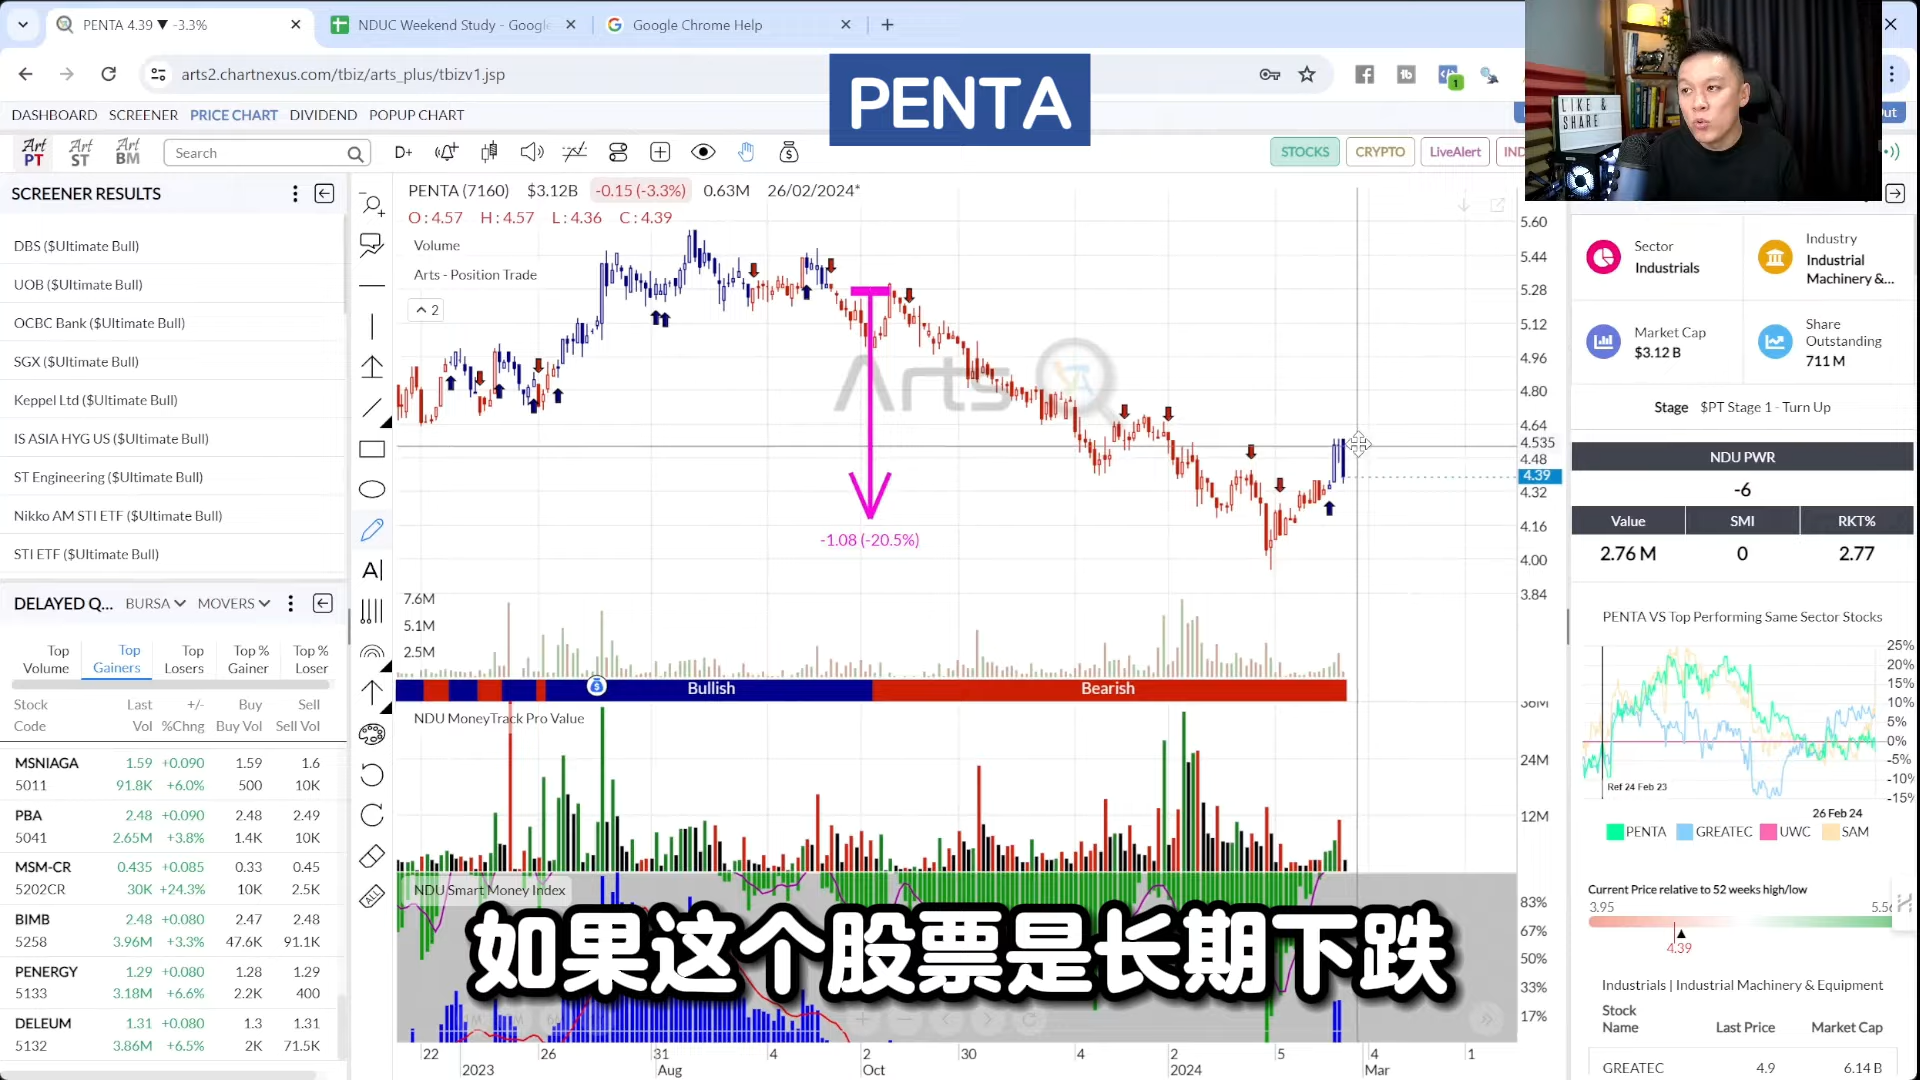 PENTA 4.39 ▼ -3.3%
NDUC Weekend Study - Google
Google Chrome Help
arts2.chartnexus.com/tbiz/arts_plus/tbizv1.jsp
PENTA
LIKE &
SHARE
DASHBOARD SCREENER PRICE CHART DIVIDEND POPUP CHART
Art PT
Art ST
Art BM
Search
D+
STOCKS CRYPTO LiveAlert
SCREENER RESULTS
DBS ($Ultimate Bull)
UOB ($Ultimate Bull)
OCBC Bank ($Ultimate Bull)
SGX ($Ultimate Bull)
Keppel Ltd ($Ultimate Bull)
IS ASIA HYG US ($Ultimate Bull)
ST Engineering ($Ultimate Bull)
Nikko AM STI ETF ($Ultimate Bull)
STI ETF ($Ultimate Bull)
DELAYED Q... BURSA MOVERS
Top Volume
Top Gainers
Top Losers
Top % Gainer
Top % Loser
Stock Last +/- Buy Sell
Code Vol %Chng Buy Vol Sell Vol
MSNIAGA 1.59 +0.090 1.59 1.6
5011 91.8K +6.0% 500 10K
PBA 2.48 +0.090 2.48 2.49
5041 2.65M +3.8% 1.4K 10K
MSM-CR 0.435 +0.085 0.33 0.45
5202CR 30K +24.3% 10K 2.5K
BIMB 2.48 +0.080 2.47 2.48
5258 3.96M +3.3% 47.6K 91.1K
PENERGY 1.29 +0.080 1.28 1.29
5133 3.18M +6.6% 2.2K 400
DELEUM 1.31 +0.080 1.3 1.31
5132 3.86M +6.5% 2K 71.5K
PENTA (7160) $3.12B -0.15 (-3.3%) 0.63M 26/02/2024*
O : 4.57 H : 4.57 L : 4.36 C : 4.39
Volume
Arts - Position Trade
2
Arts
-1.08 (-20.5%)
5.60
5.44
5.28
5.12
4.96
4.80
4.64
4.535
4.48
4.39
4.32
4.16
4.00
3.84
7.6M
5.1M
2.5M
Bullish
Bearish
NDU MoneyTrack Pro Value
36M
24M
12M
NDU Smart Money Index
83%
67%
50%
33%
17%
如果这个股票是长期下跌
22 26 31 4 2 30 4 2 5 4 1
2023 Aug Oct 2024 Mar
Sector
Industrials
Industry
Industrial
Machinery &...
Market Cap
$3.12 B
Share
Outstanding
711 M
Stage $PT Stage 1 - Turn Up
NDU PWR
-6
Value SMI RKT%
2.76 M 0 2.77
PENTA VS Top Performing Same Sector Stocks
25%
20%
15%
10%
5%
0%
-5%
-10%
-15%
Ref 24 Feb 23
26 Feb 24
PENTA GREATEC UWC SAM
Current Price relative to 52 weeks high/low
3.95
4.39
Industrials | Industrial Machinery & Equipment
Stock Name Last Price Market Cap
GREATEC 4.9 6.14 B